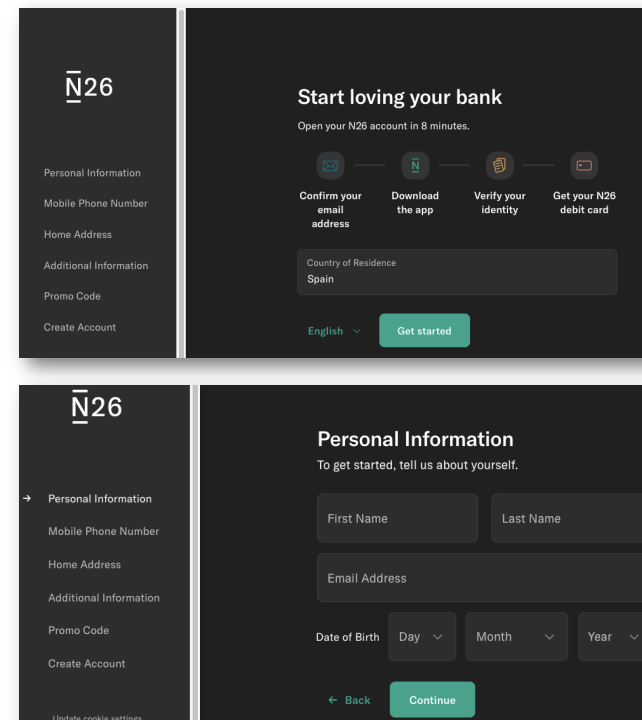 N26
Personal Information
Mobile Phone Number
Home Address
Additional Information
Promo Code
Create Account
Start loving your bank
Open your N26 account in 8 minutes.
N
Confirm your
email
address
Download
the app
Verify your
identity
Get your N26
debit card
Country of Residence
Spain
English
Get started
N26
→ Personal Information
Mobile Phone Number
Home Address
Additional Information
Promo Code
Create Account
Update cookie settings
Personal Information
To get started, tell us about yourself.
First Name
Last Name
Email Address
Date of Birth
Day
Month
Year
← Back
Continue